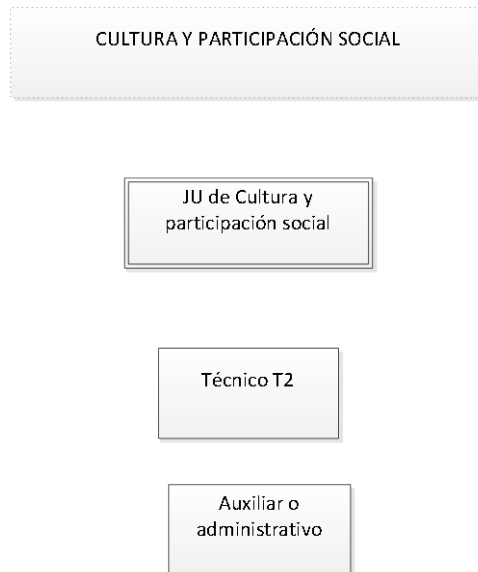 CULTURA Y PARTICIPACIÓN SOCIAL
JU de Cultura y
participación social
Técnico T2
Auxiliar o
administrativo